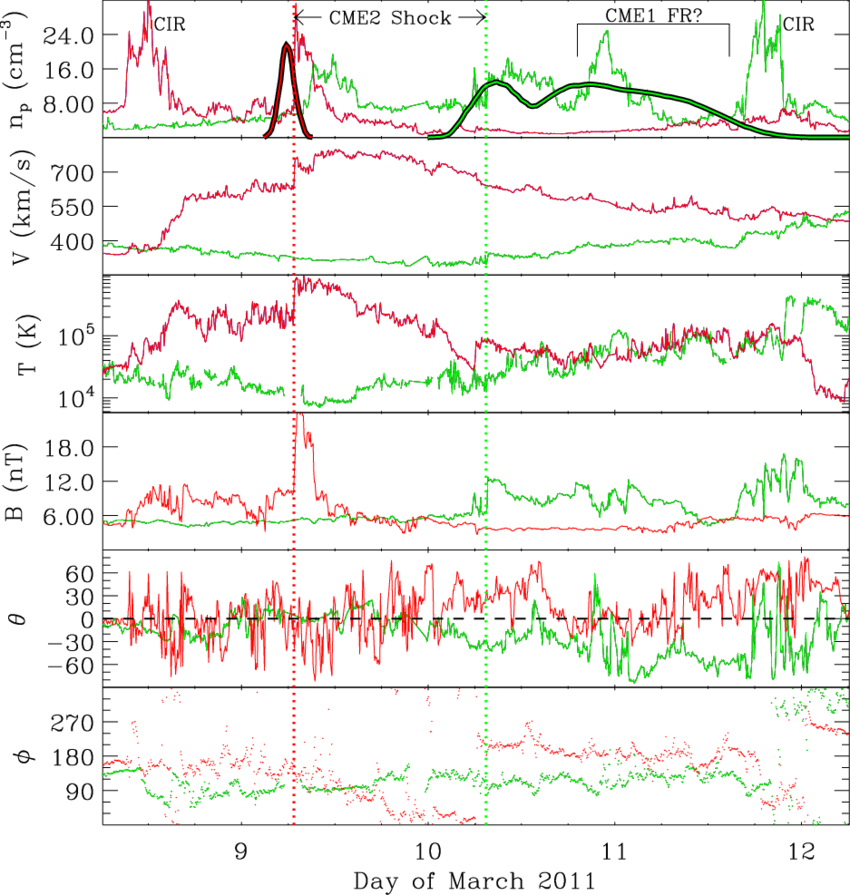 CIR
CME2 Shock
CME1 FR?
CIR
n_p (cm^-3)
24.0
16.0
8.00
V (km/s)
700
550
400
T (K)
10^5
10^4
B (nT)
18.0
12.0
6.00
θ
60
30
0
−30
−60
ϕ
270
180
90
9
10
11
12
Day of March 2011